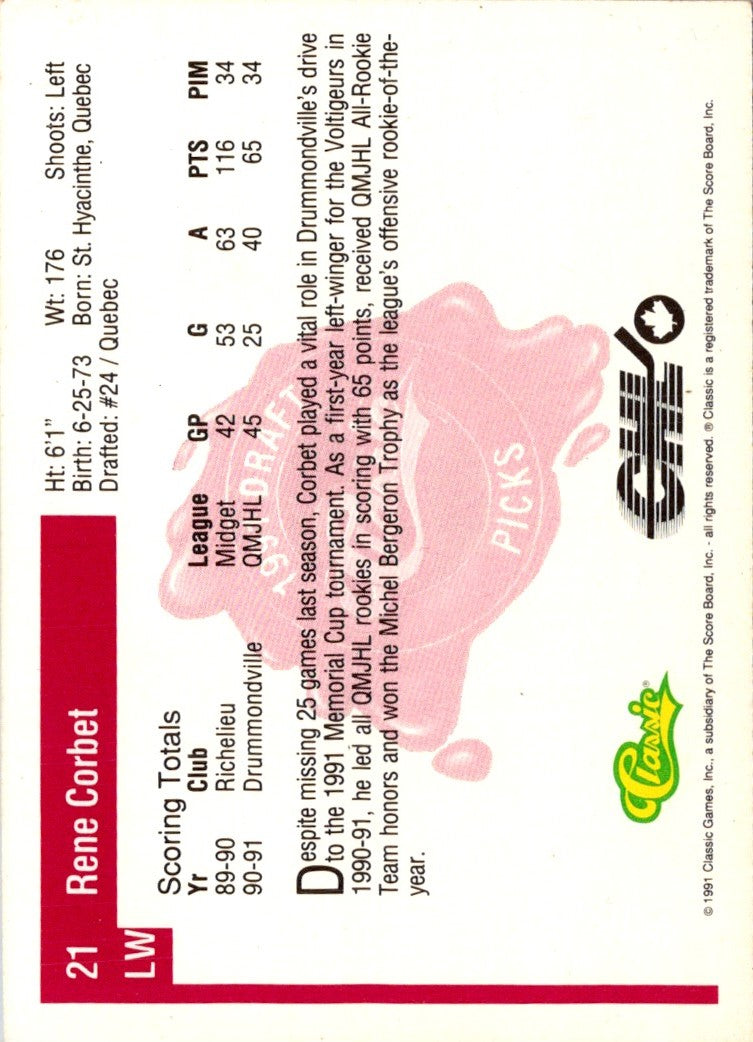 21 Rene Corbet
LW
Ht: 6'1" Wt: 176 Shoots: Left
Birth: 6-25-73 Born: St. Hyacinthe, Quebec
Drafted: #24 / Quebec
Scoring Totals
Yr Club League GP G A PTS PIM
89-90 Richelieu Midget 42 53 63 116 34
90-91 Drummondville QMJHL 45 25 40 65 34
Despite missing 25 games last season, Corbet played a vital role in Drummondville's drive
to the 1991 Memorial Cup tournament. As a first-year left-winger for the Voltigeurs in
1990-91, he led all QMJHL rookies in scoring with 65 points, received QMJHL All-Rookie
Team honors and won the Michel Bergeron Trophy as the league's offensive rookie-of-the-
year.
1991 DRAFT
PICKS
Classic®
CHL
© 1991 Classic Games, Inc., a subsidiary of The Score Board, Inc. - all rights reserved. ® Classic is a registered trademark of The Score Board, Inc.